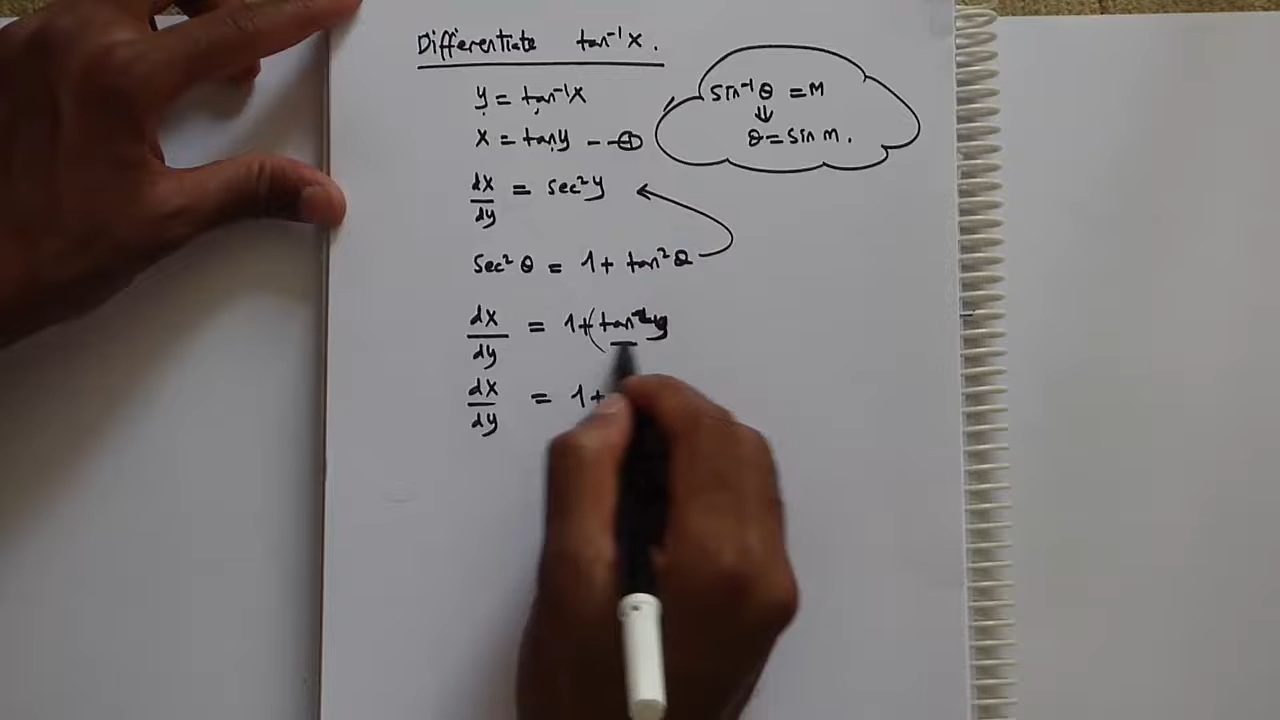 Differentiate tan⁻¹x.
y = tan⁻¹x
x = tany -- ①
sin⁻¹θ = M
⇓
θ = sin m.
dx/dy = sec²y
sec²θ = 1 + tan²θ
dx/dy = 1+(tan²y
dx/dy = 1+